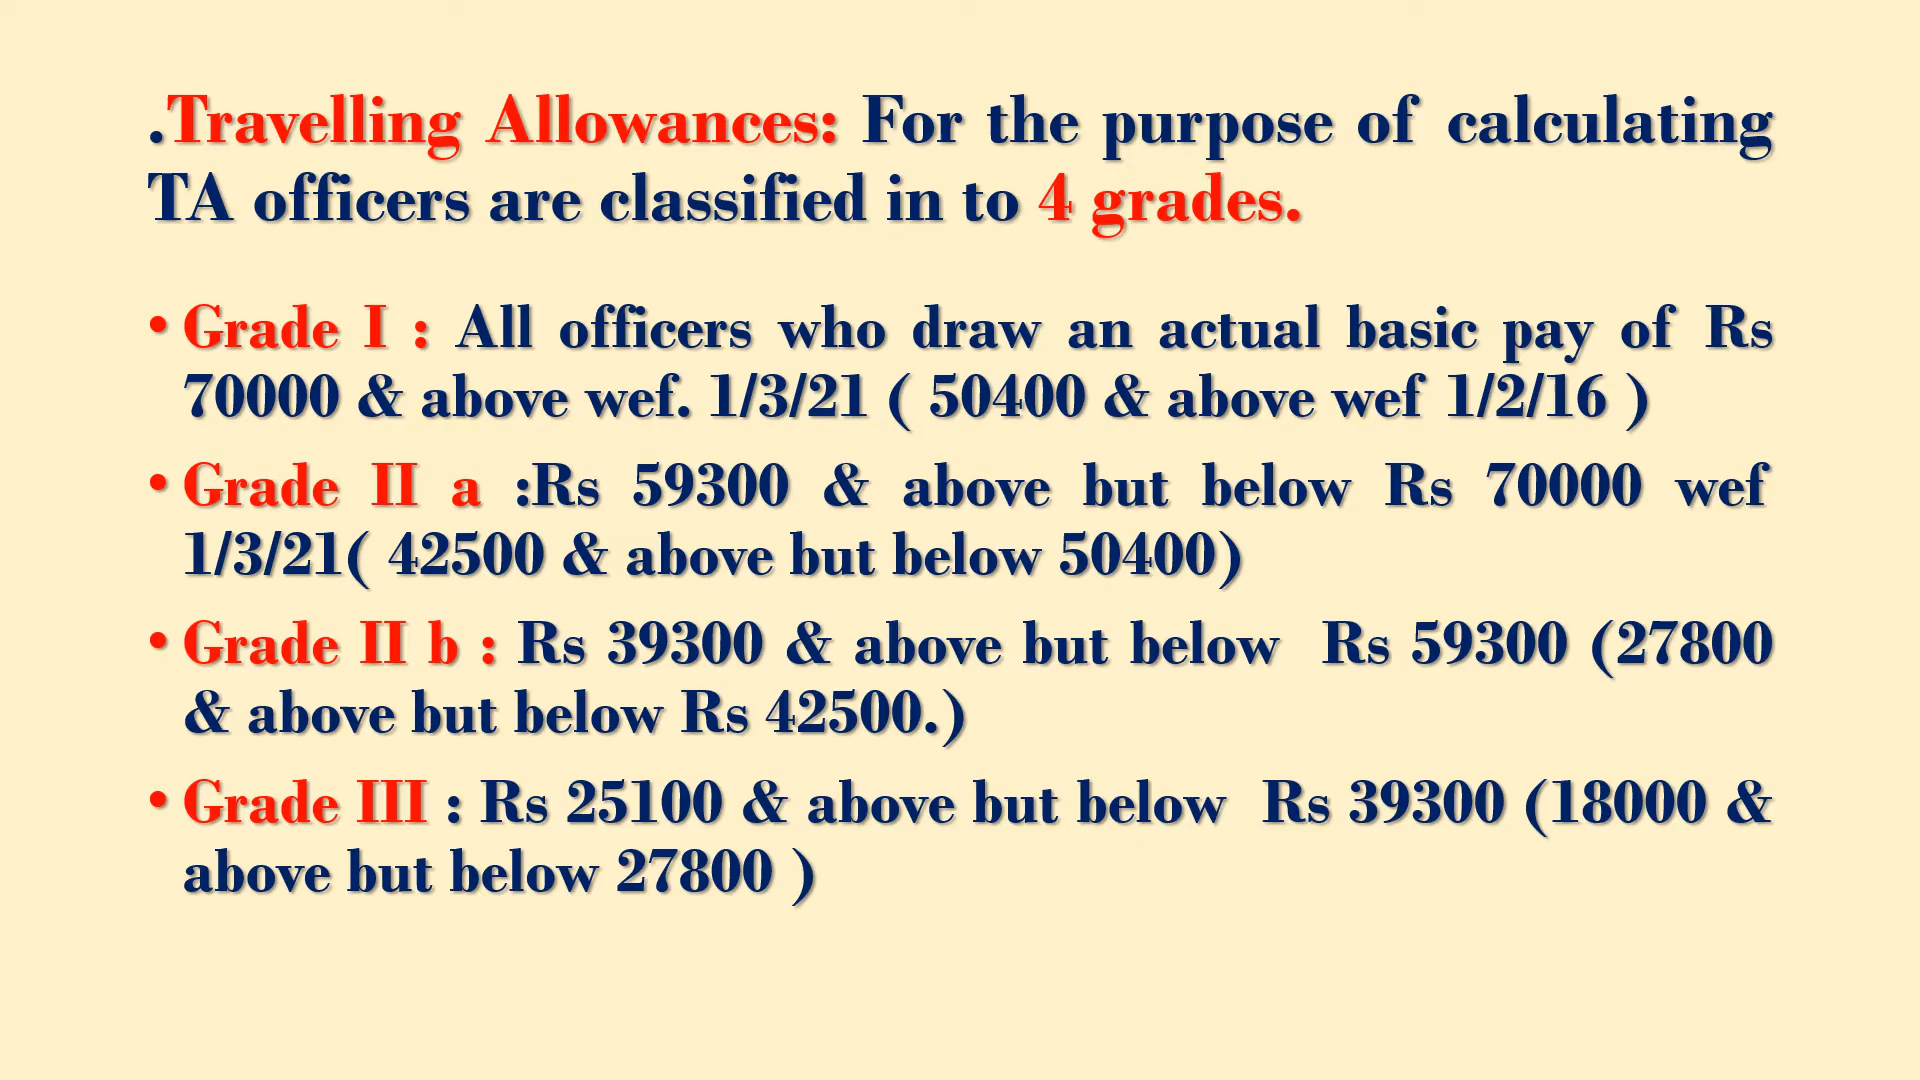 .Travelling Allowances: For the purpose of calculating
TA officers are classified in to 4 grades.
• Grade I : All officers who draw an actual basic pay of Rs
70000 & above wef. 1/3/21 ( 50400 & above wef 1/2/16 )
• Grade II a :Rs 59300 & above but below Rs 70000 wef
1/3/21( 42500 & above but below 50400)
• Grade II b : Rs 39300 & above but below Rs 59300 (27800
& above but below Rs 42500.)
• Grade III : Rs 25100 & above but below Rs 39300 (18000 &
above but below 27800 )